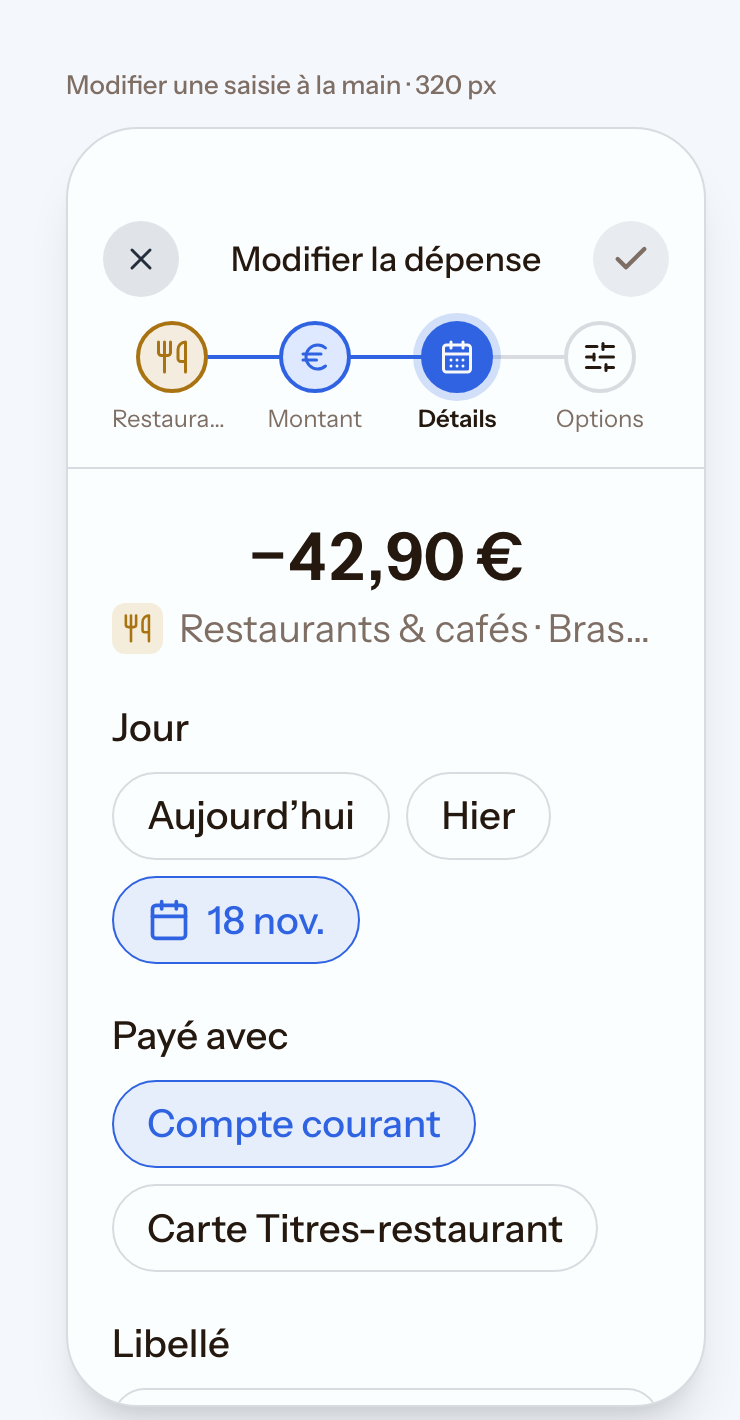 Modifier une saisie à la main · 320 px
Modifier la dépense
Restaura...
Montant
Détails
Options
−42,90 €
Restaurants & cafés · Bras...
Jour
Aujourd’hui
Hier
18 nov.
Payé avec
Compte courant
Carte Titres-restaurant
Libellé